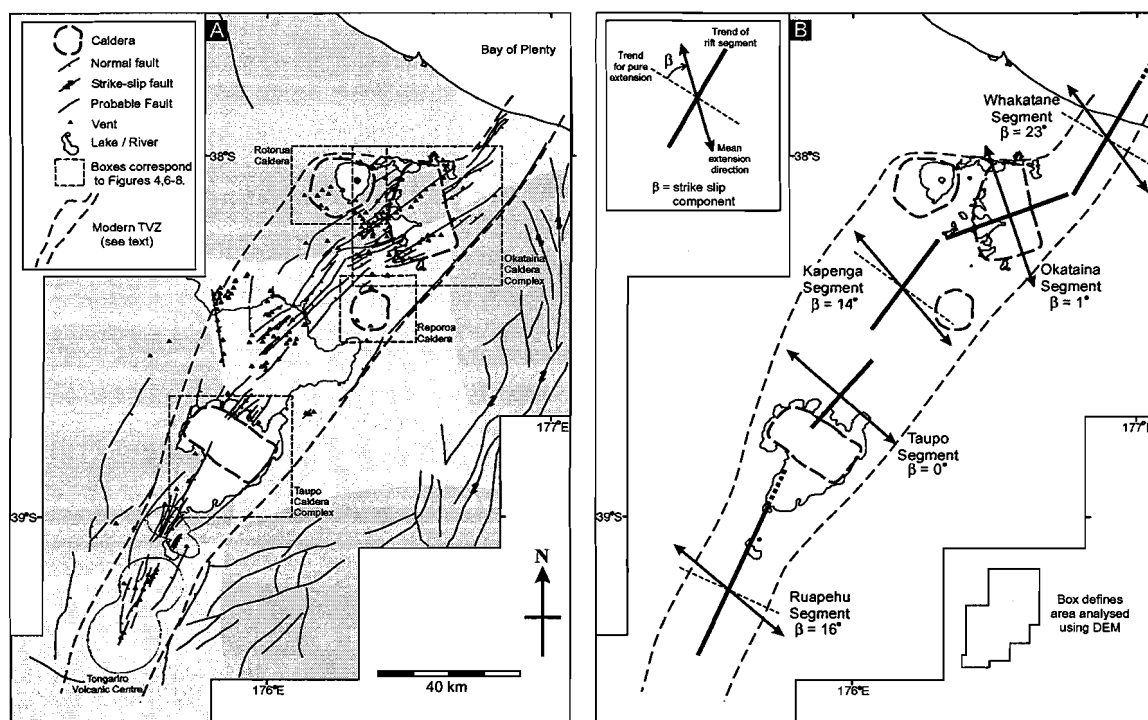 A
Caldera
Normal fault
Strike-slip fault
Probable Fault
Vent
Lake / River
Boxes correspond
to Figures 4,6-8.
Modern TVZ
(see text)
Bay of Plenty
38°S
Rotorua
Caldera
Okataina
Caldera
Complex
Reporoa
Caldera
177°E
39°S
Taupo
Caldera
Complex
N
Tongariro
Volcanic Centre
176°E
40 km
B
Trend of
rift segment
Trend
for pure
extension
β
Mean
extension
direction
β = strike slip
component
Whakatane
Segment
β = 23°
38°S
Kapenga
Segment
β = 14°
Okataina
Segment
β = 1°
177°E
Taupo
Segment
β = 0°
39°S
Ruapehu
Segment
β = 16°
Box defines
area analysed
using DEM
176°E